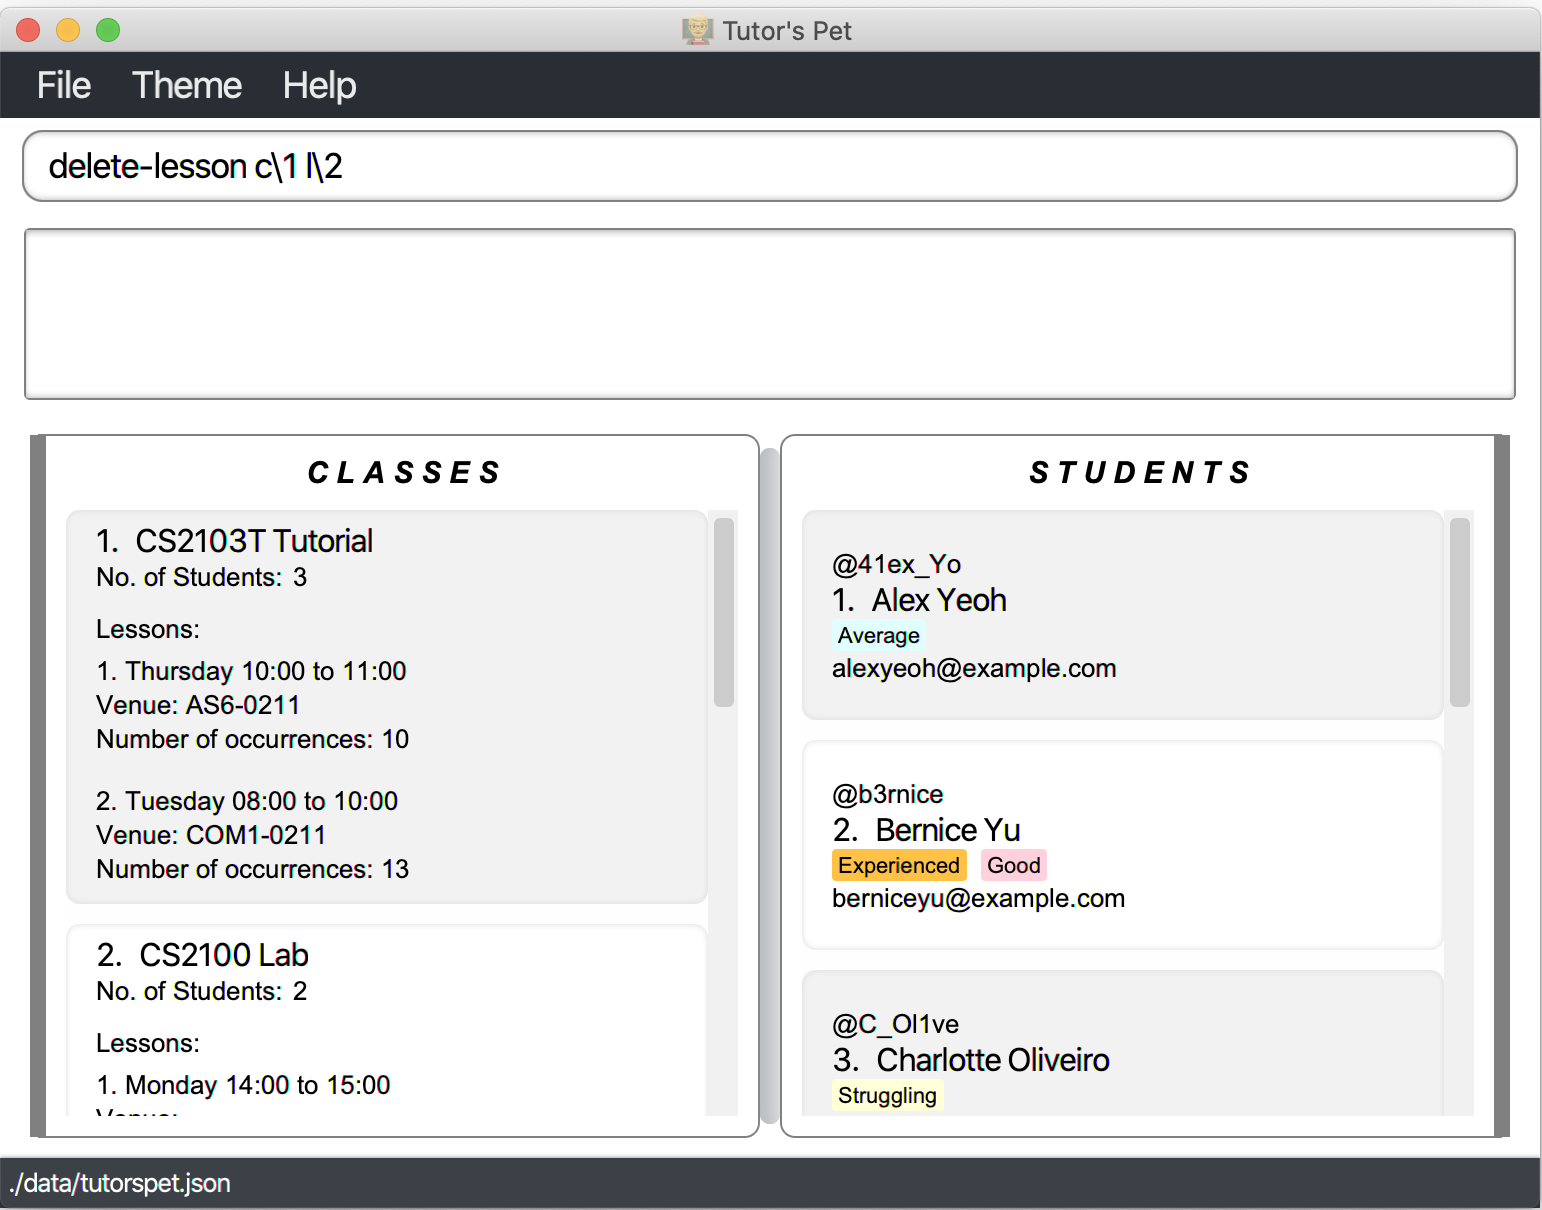 Tutor's Pet
File Theme Help
delete-lesson c\1 l\2
CLASSES
1. CS2103T Tutorial
No. of Students: 3
Lessons:
1. Thursday 10:00 to 11:00
Venue: AS6-0211
Number of occurrences: 10
2. Tuesday 08:00 to 10:00
Venue: COM1-0211
Number of occurrences: 13
2. CS2100 Lab
No. of Students: 2
Lessons:
1. Monday 14:00 to 15:00
Venue:
STUDENTS
@41ex_Yo
1. Alex Yeoh
Average
alexyeoh@example.com
@b3rnice
2. Bernice Yu
Experienced Good
berniceyu@example.com
@C_Ol1ve
3. Charlotte Oliveiro
Struggling
./data/tutorspet.json